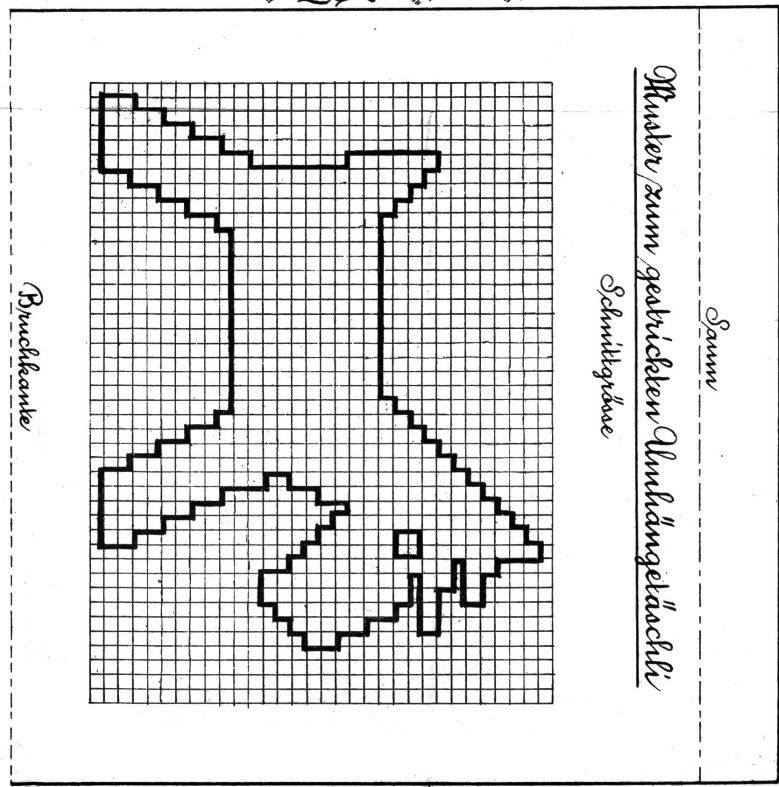 Saum
Muster zum gestrickten Umhängetäschli
Schnittgrösse
Bruchkante